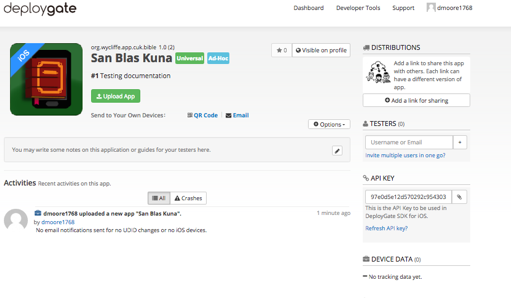 deploygate
Dashboard Developer Tools Support dmoore1768
iOS
org.wycliffe.app.cuk.bible 1.0 (2)
San Blas Kuna Universal Ad-Hoc
#1 Testing documentation
Upload App
Send to Your Own Devices: QR Code Email
0 Visible on profile
Options
You may write some notes on this application or guides for your testers here.
Activities Recent activities on this app.
All Crashes
dmoore1768 uploaded a new app "San Blas Kuna". 1 minute ago
by dmoore1768
No email notifications sent for no UDID changes or no iOS devices.
DISTRIBUTIONS
Add a link to share this app
with others. Each link can
have a different version of
app.
Add a link for sharing
TESTERS (0)
Username or Email
Invite multiple users in one go?
API KEY
97e0d5e12d570292c954303
This is the API Key to be used in
DeployGate SDK for iOS.
Refresh API key?
DEVICE DATA (0)
No tracking data yet.